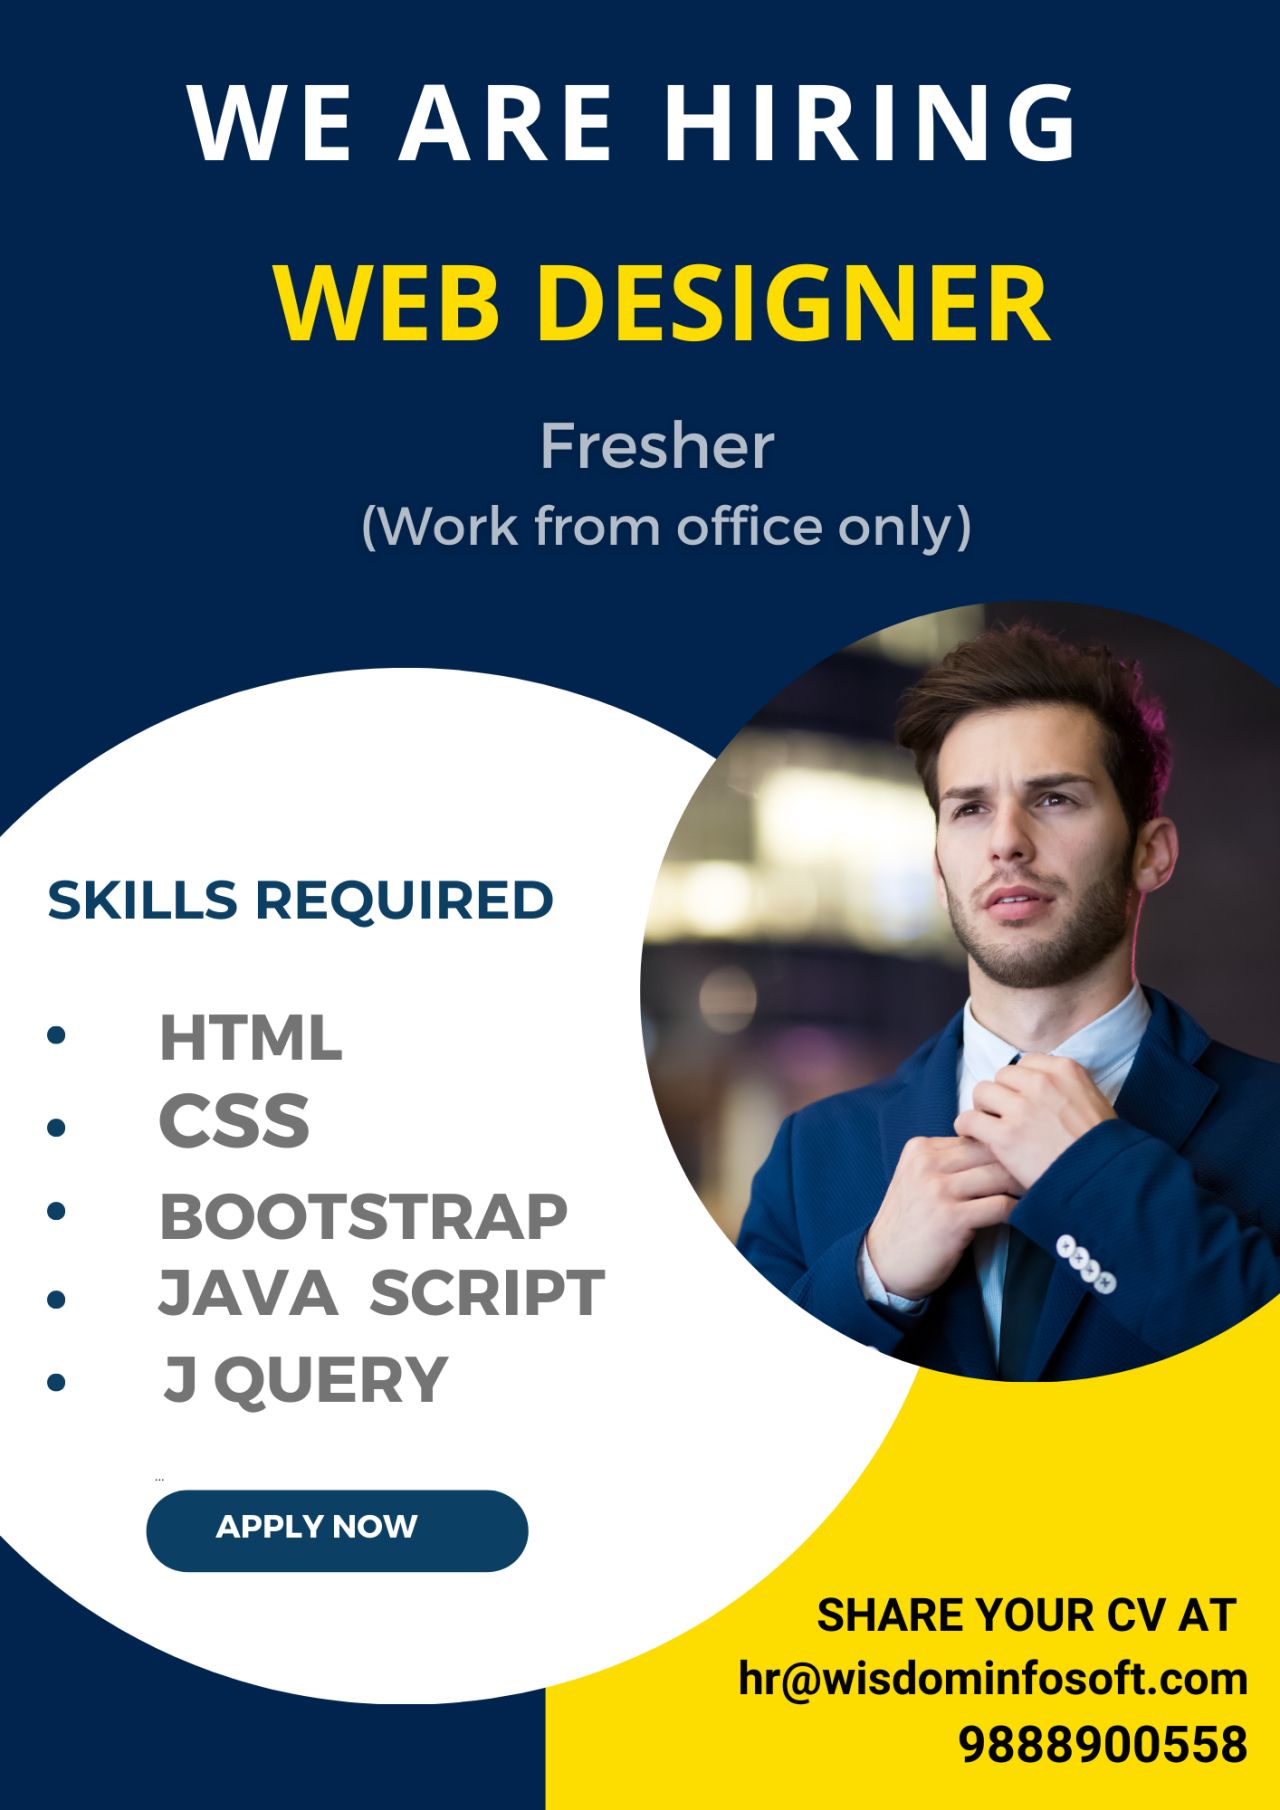 WE ARE HIRING
WEB DESIGNER
Fresher
(Work from office only)
SKILLS REQUIRED
• HTML
• CSS
• BOOTSTRAP
• JAVA SCRIPT
• J QUERY
...
APPLY NOW
SHARE YOUR CV AT
hr@wisdominfosoft.com
9888900558